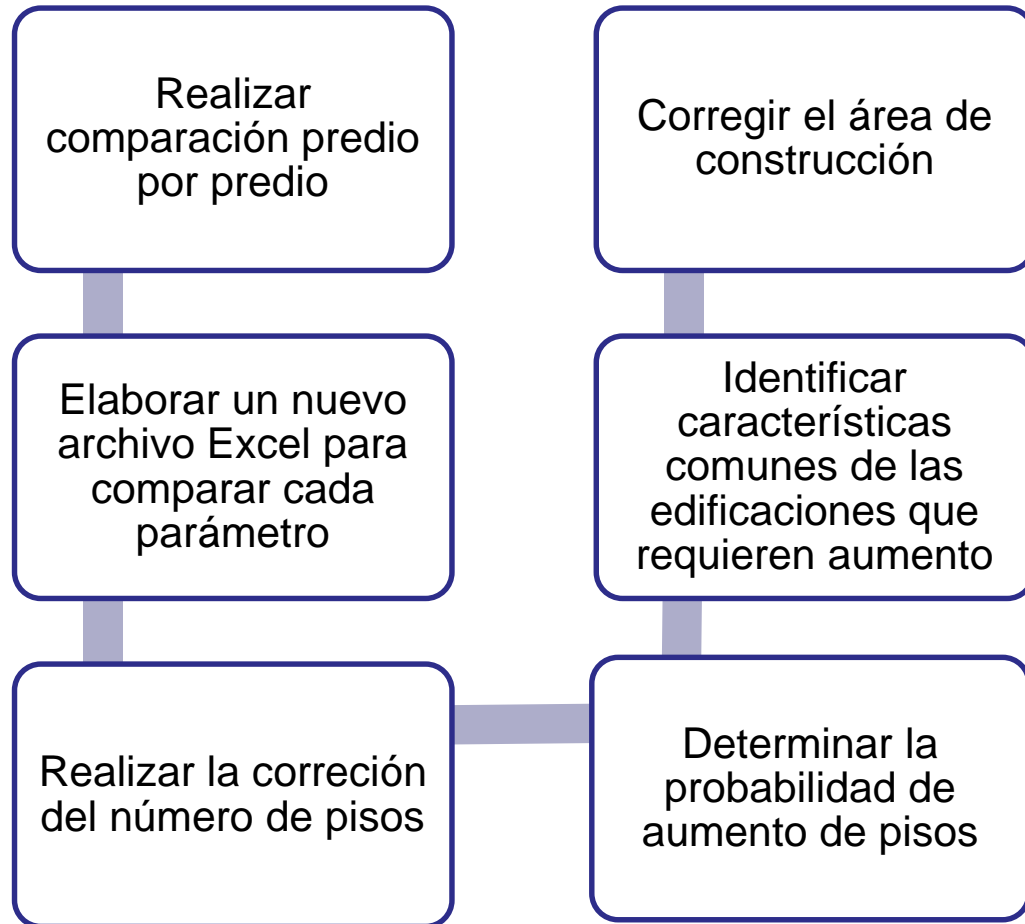 Realizar
comparación predio
por predio
Elaborar un nuevo
archivo Excel para
comparar cada
parámetro
Realizar la correción
del número de pisos
Determinar la
probabilidad de
aumento de pisos
Identificar
características
comunes de las
edificaciones que
requieren aumento
Corregir el área de
construcción